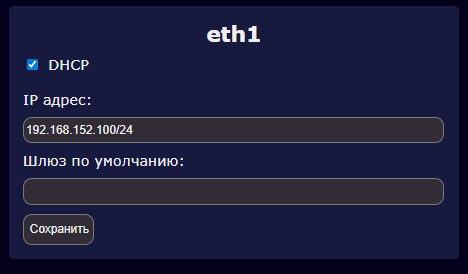 eth1
DHCP
IP адрес:
192.168.152.100/24
Шлюз по умолчанию:
Сохранить